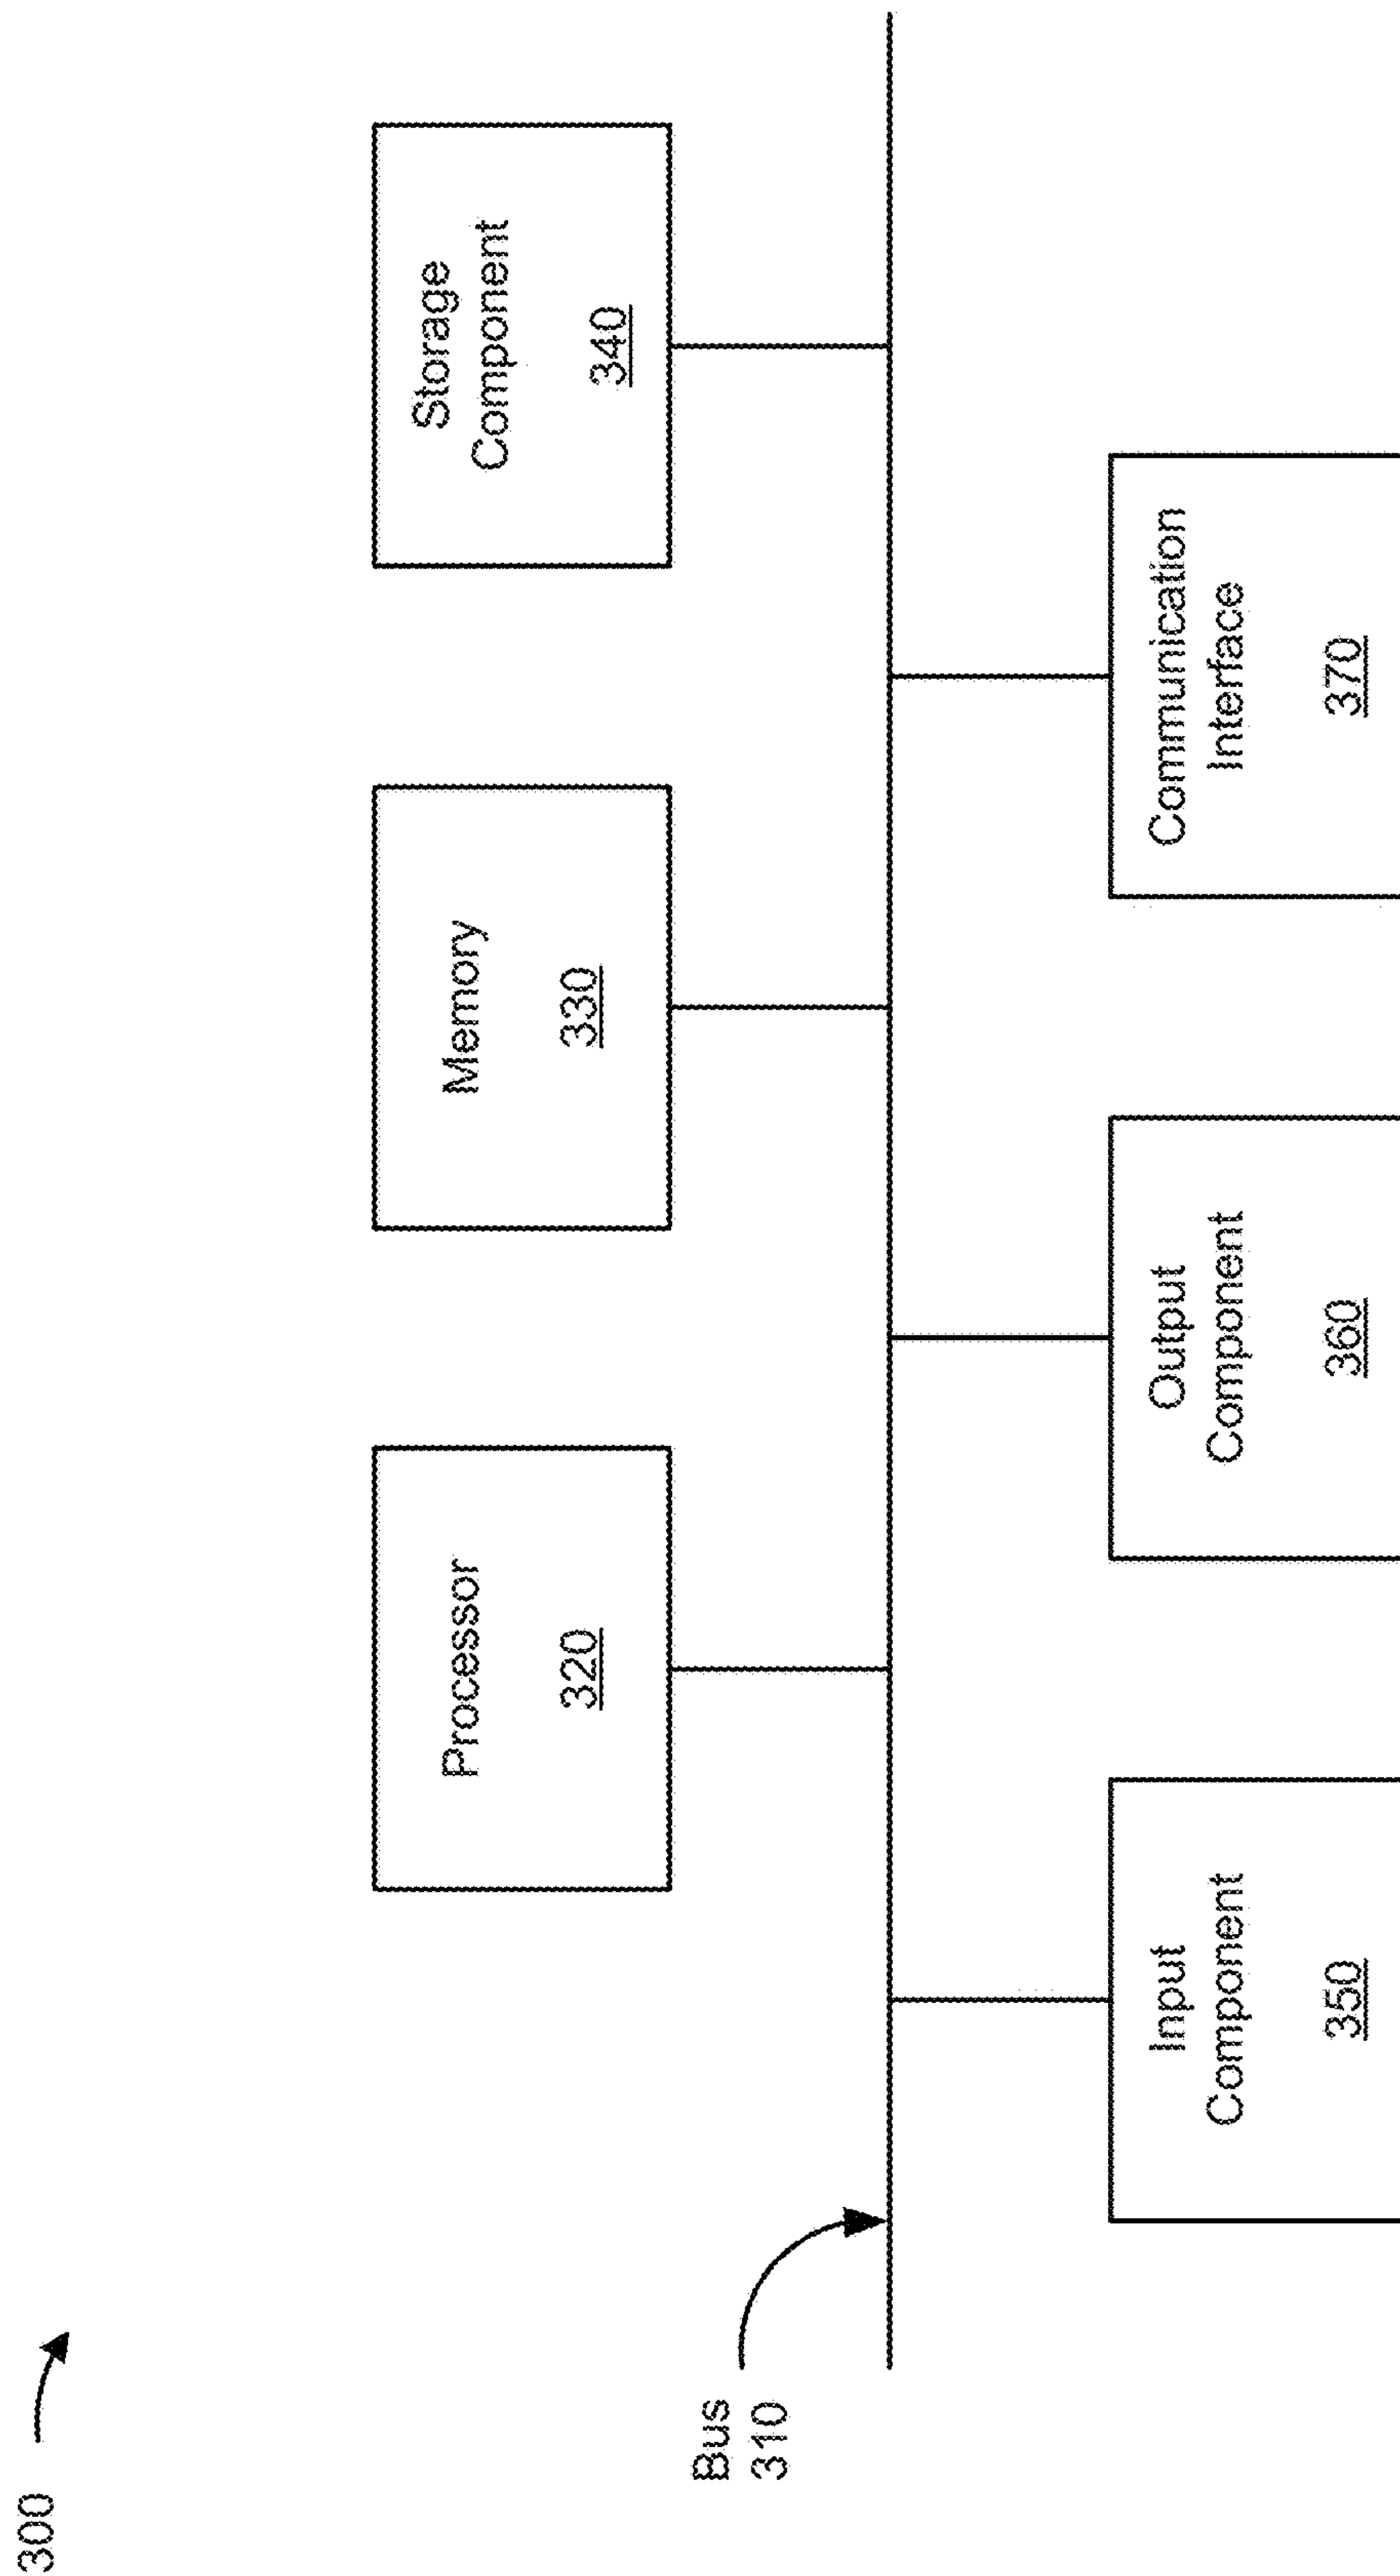 300
Processor
320
Memory
330
Storage
Component
340
Bus
310
Input
Component
350
Output
Component
360
Communication
Interface
370